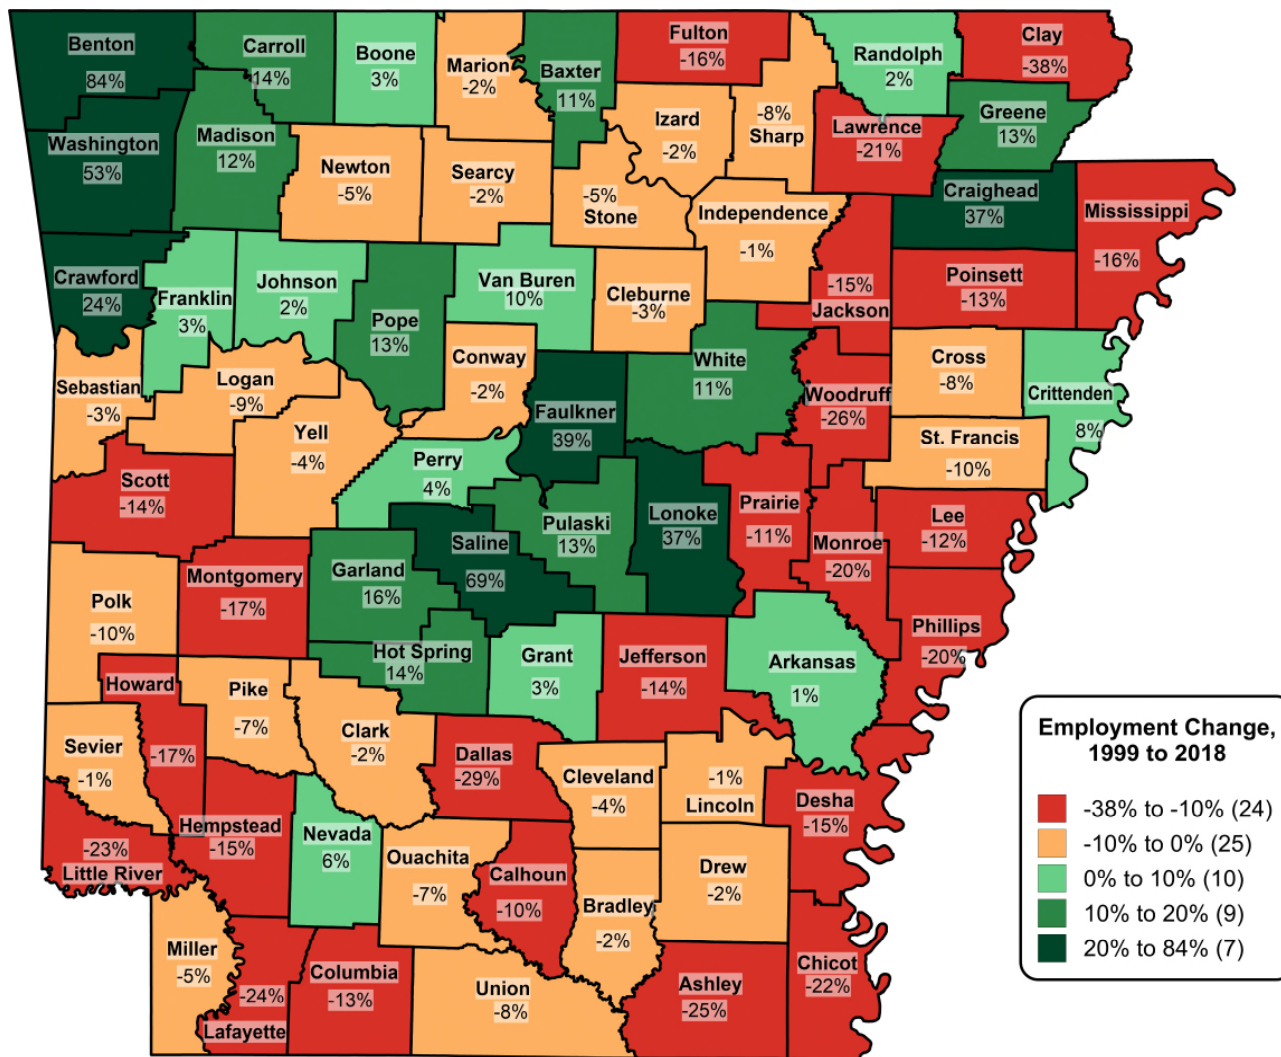 Benton
84%
Carroll
14%
Boone
3%
Marion
-2%
Baxter
11%
Fulton
-16%
Randolph
2%
Clay
-38%
Washington
53%
Madison
12%
Newton
-5%
Searcy
-2%
-5%
Stone
Izard
-2%
-8%
Sharp
Lawrence
-21%
Greene
13%
Independence
-1%
Craighead
37%
Mississippi
-16%
Crawford
24%
Franklin
3%
Johnson
2%
Pope
13%
Van Buren
10%
Cleburne
-3%
-15%
Jackson
Poinsett
-13%
Sebastian
-3%
Logan
-9%
Conway
-2%
White
11%
Woodruff
-26%
Cross
-8%
Crittenden
8%
Scott
-14%
Yell
-4%
Perry
4%
Faulkner
39%
St. Francis
-10%
Saline
69%
Pulaski
13%
Lonoke
37%
Prairie
-11%
Monroe
-20%
Lee
-12%
Polk
-10%
Montgomery
-17%
Garland
16%
Hot Spring
14%
Grant
3%
Jefferson
-14%
Arkansas
1%
Phillips
-20%
Howard
-17%
Pike
-7%
Clark
-2%
Sevier
-1%
Dallas
-29%
Cleveland
-4%
-1%
Lincoln
Desha
-15%
-23%
Little River
Hempstead
-15%
Nevada
6%
Ouachita
-7%
Calhoun
-10%
Bradley
-2%
Drew
-2%
Miller
-5%
-24%
Lafayette
Columbia
-13%
Union
-8%
Ashley
-25%
Chicot
-22%
Employment Change,
1999 to 2018
-38% to -10% (24)
-10% to 0% (25)
0% to 10% (10)
10% to 20% (9)
20% to 84% (7)